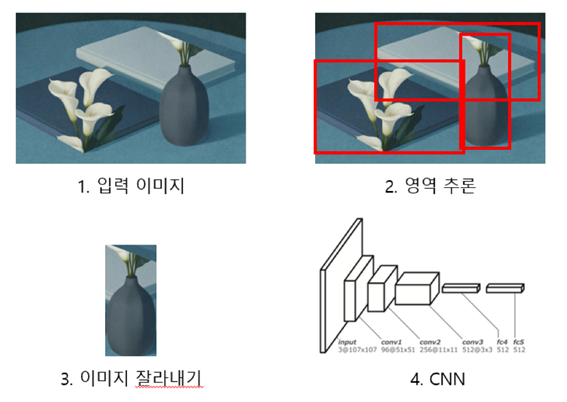 1. 입력 이미지
2. 영역 추론
3. 이미지 잘라내기
input conv1 conv2 conv3 fc4 fc5
3@107x107 96@51x51 256@11x11 512@3x3 512 512
4. CNN